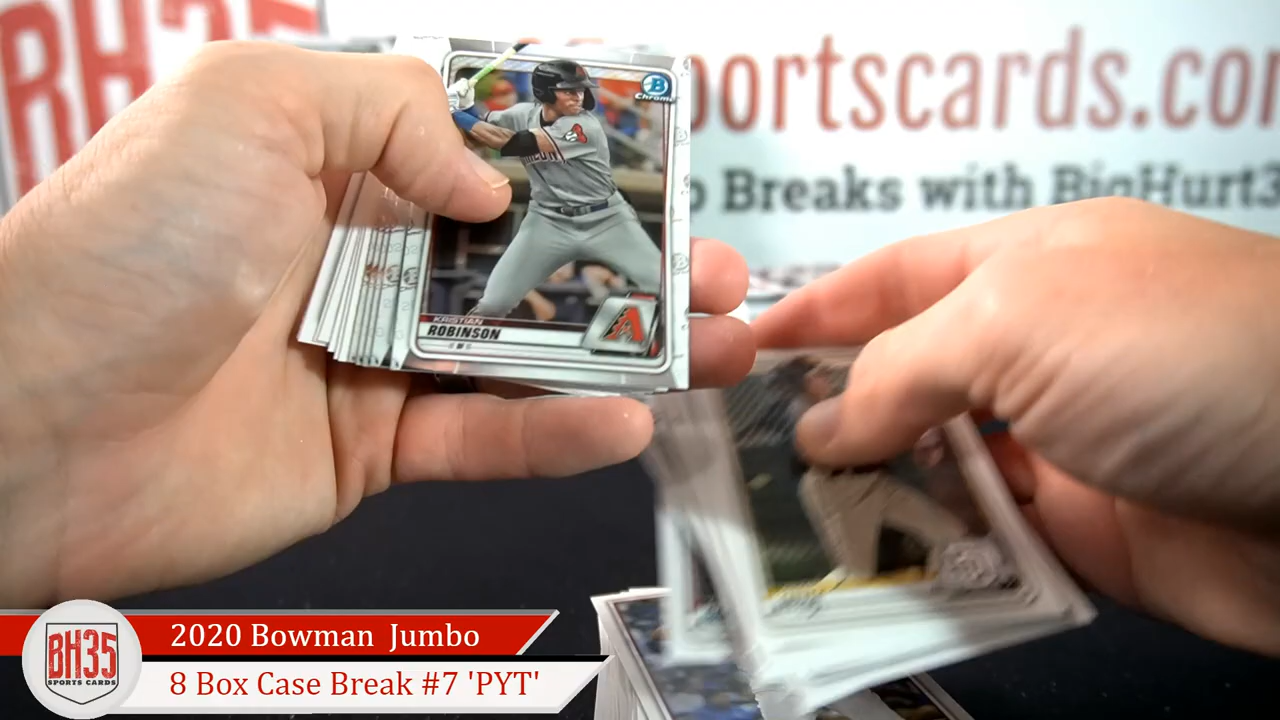 BH35
portscards.co
Breaks with BigHurt3
B
Chrome
KRISTIAN
ROBINSON
A
BH35
SPORTS CARDS
2020 Bowman Jumbo
8 Box Case Break #7 'PYT'